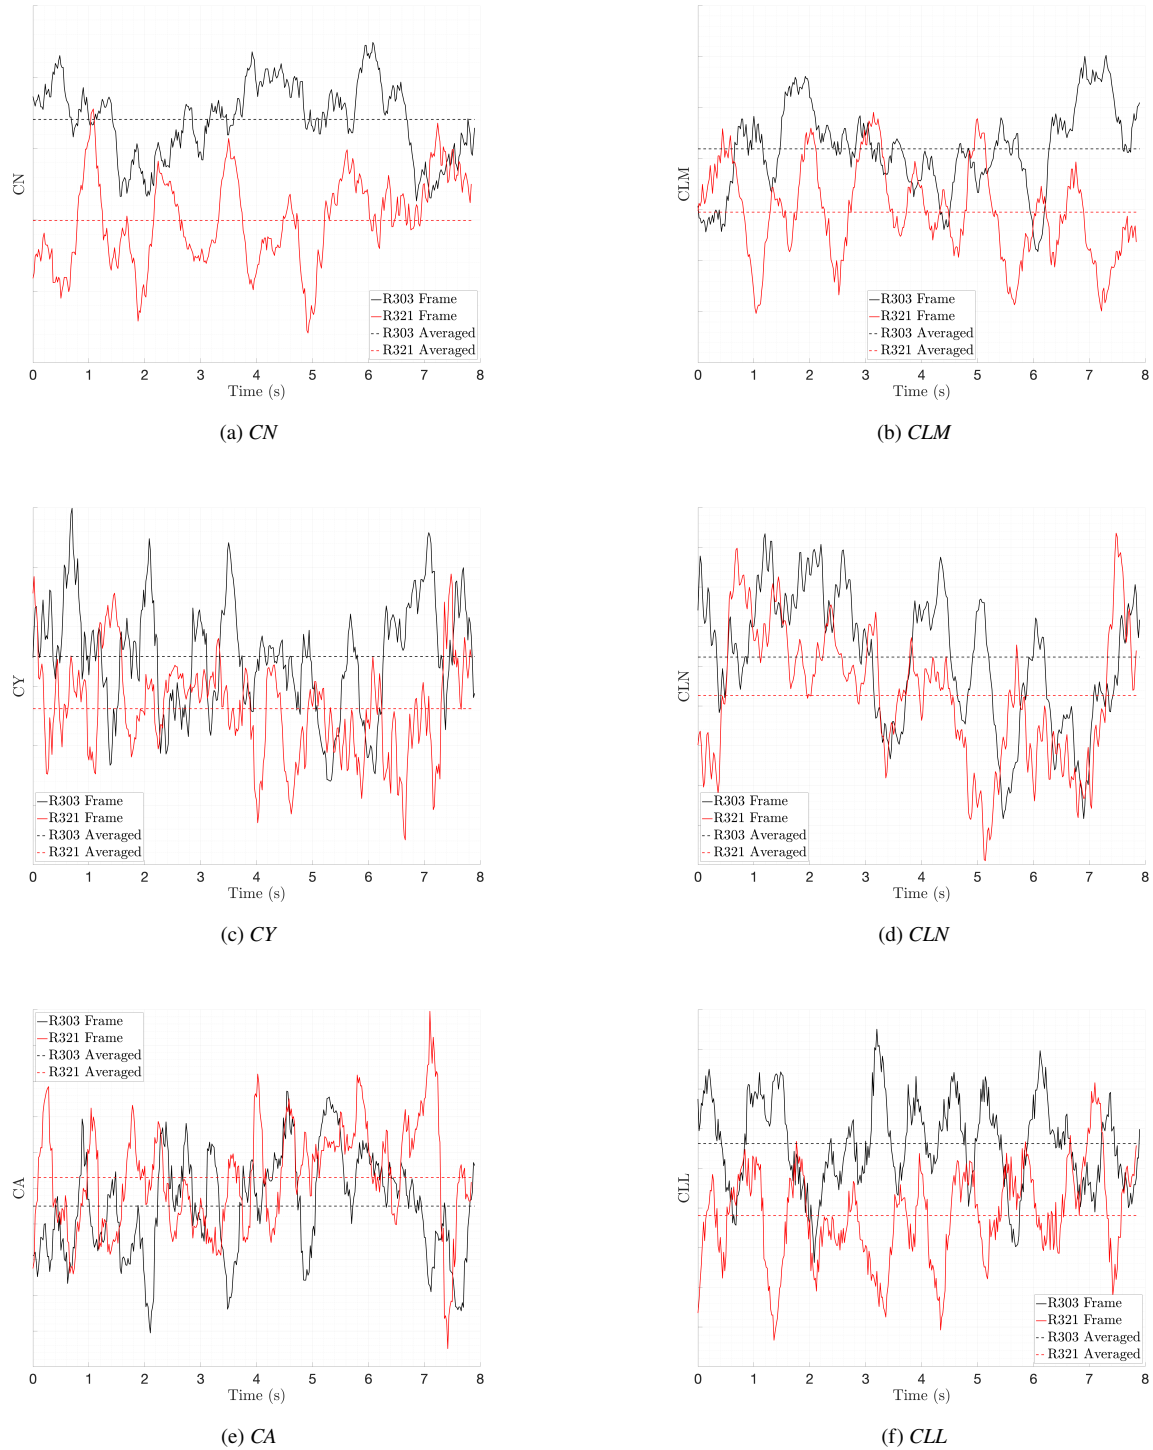 CN
R303 Frame
R321 Frame
R303 Averaged
R321 Averaged
0 1 2 3 4 5 6 7 8
Time (s)
(a) CN
CLM
R303 Frame
R321 Frame
R303 Averaged
R321 Averaged
0 1 2 3 4 5 6 7 8
Time (s)
(b) CLM
CY
R303 Frame
R321 Frame
R303 Averaged
R321 Averaged
0 1 2 3 4 5 6 7 8
Time (s)
(c) CY
CLN
R303 Frame
R321 Frame
R303 Averaged
R321 Averaged
0 1 2 3 4 5 6 7 8
Time (s)
(d) CLN
R303 Frame
R321 Frame
R303 Averaged
R321 Averaged
CA
0 1 2 3 4 5 6 7 8
Time (s)
(e) CA
CLL
R303 Frame
R321 Frame
R303 Averaged
R321 Averaged
0 1 2 3 4 5 6 7 8
Time (s)
(f) CLL